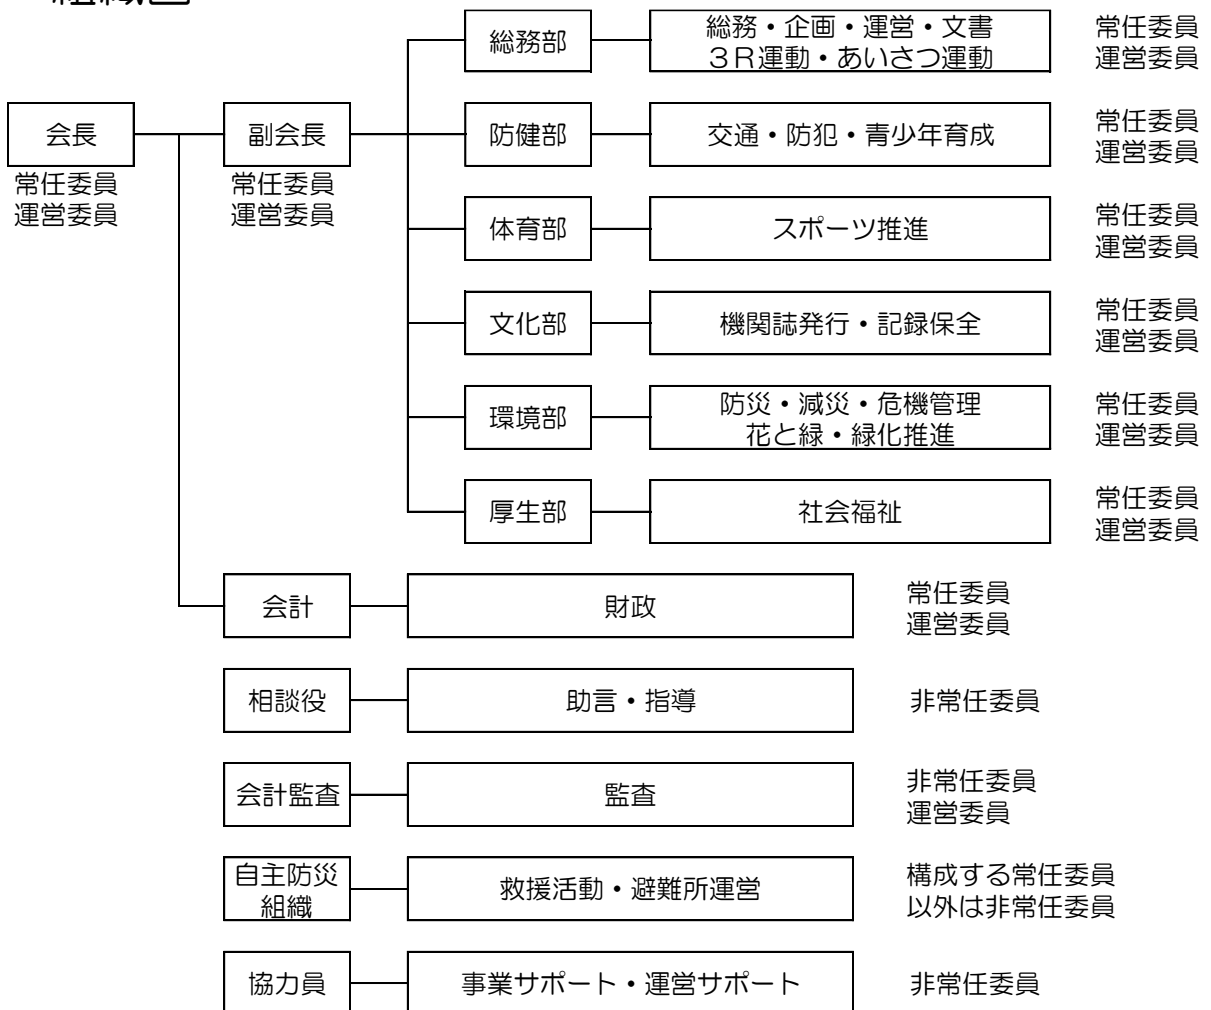 組織図
総務部
総務・企画・運営・文書
３Ｒ運動・あいさつ運動
常任委員
運営委員
会長
常任委員
運営委員
副会長
常任委員
運営委員
防健部
交通・防犯・青少年育成
常任委員
運営委員
体育部
スポーツ推進
常任委員
運営委員
文化部
機関誌発行・記録保全
常任委員
運営委員
環境部
防災・減災・危機管理
花と緑・緑化推進
常任委員
運営委員
厚生部
社会福祉
常任委員
運営委員
会計
財政
常任委員
運営委員
相談役
助言・指導
非常任委員
会計監査
監査
非常任委員
運営委員
自主防災
組織
救援活動・避難所運営
構成する常任委員
以外は非常任委員
協力員
事業サポート・運営サポート
非常任委員